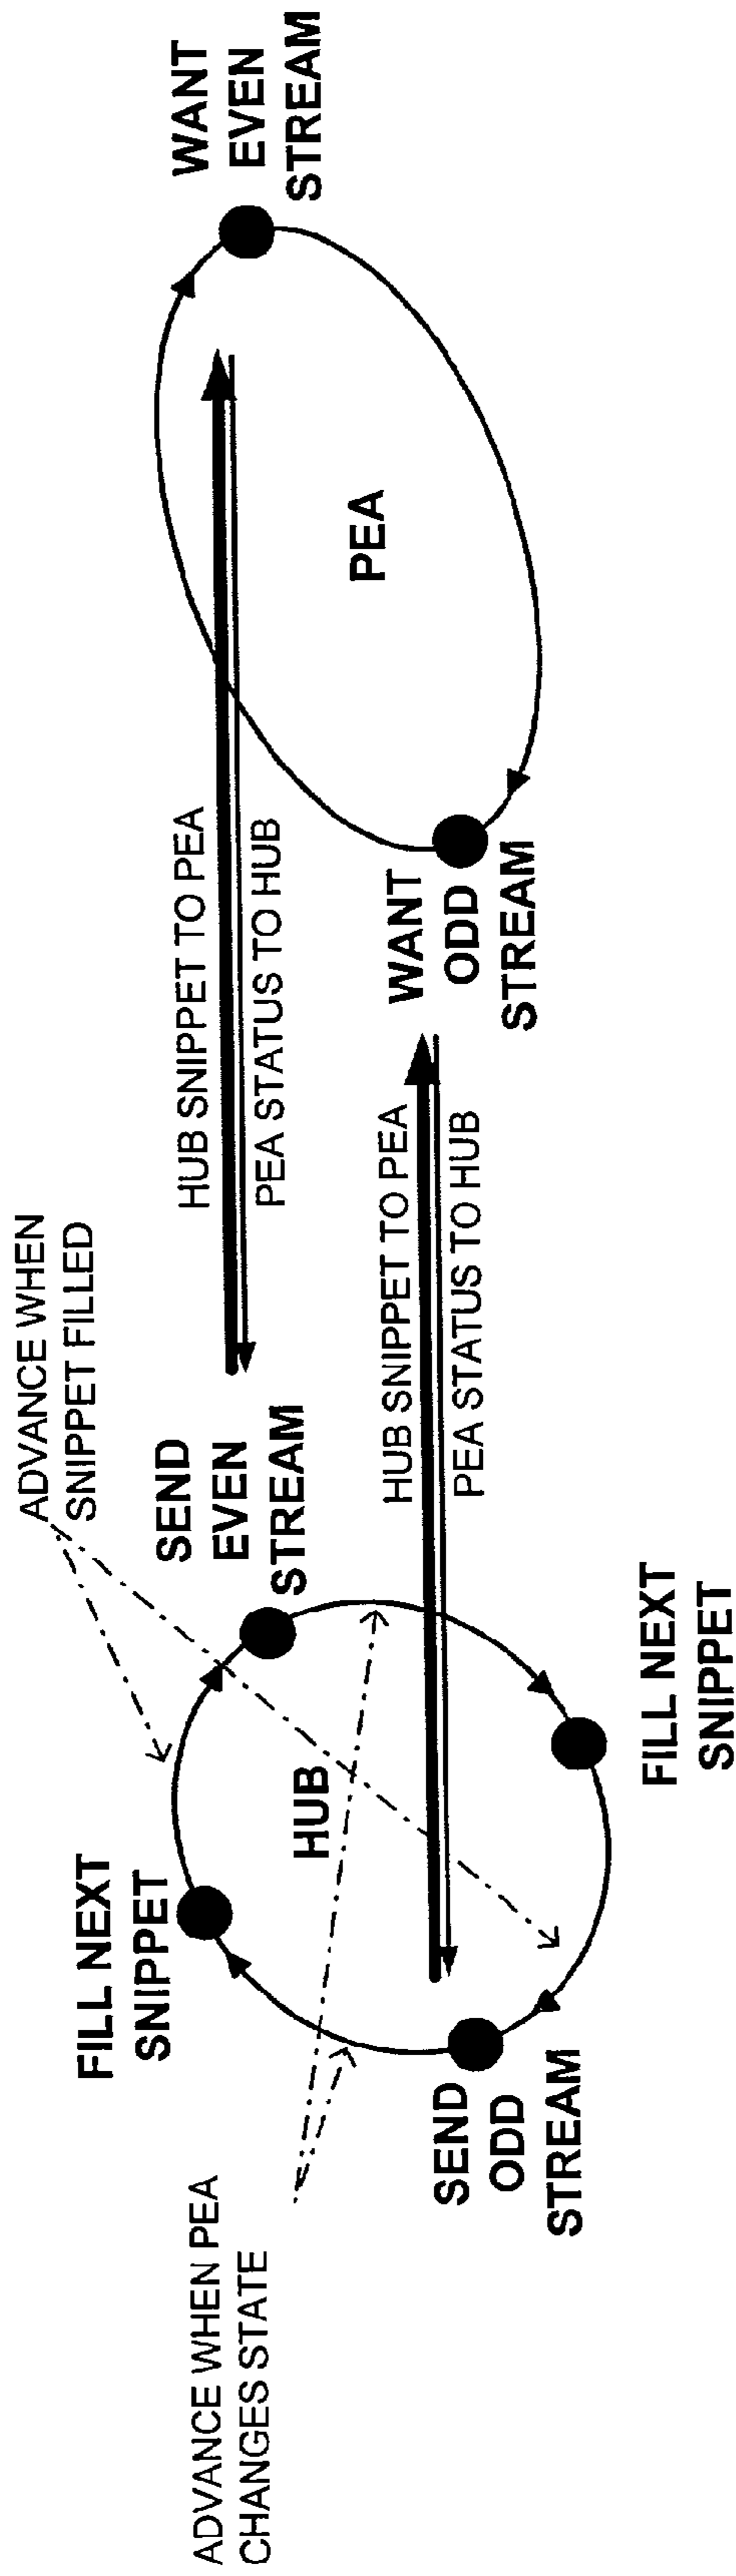 ADVANCE WHEN
SNIPPET FILLED
FILL NEXT
SNIPPET
SEND
EVEN
STREAM
HUB SNIPPET TO PEA
PEA STATUS TO HUB
WANT
EVEN
STREAM
ADVANCE WHEN PEA
CHANGES STATE
HUB
PEA
SEND
ODD
STREAM
HUB SNIPPET TO PEA
PEA STATUS TO HUB
WANT
ODD
STREAM
FILL NEXT
SNIPPET